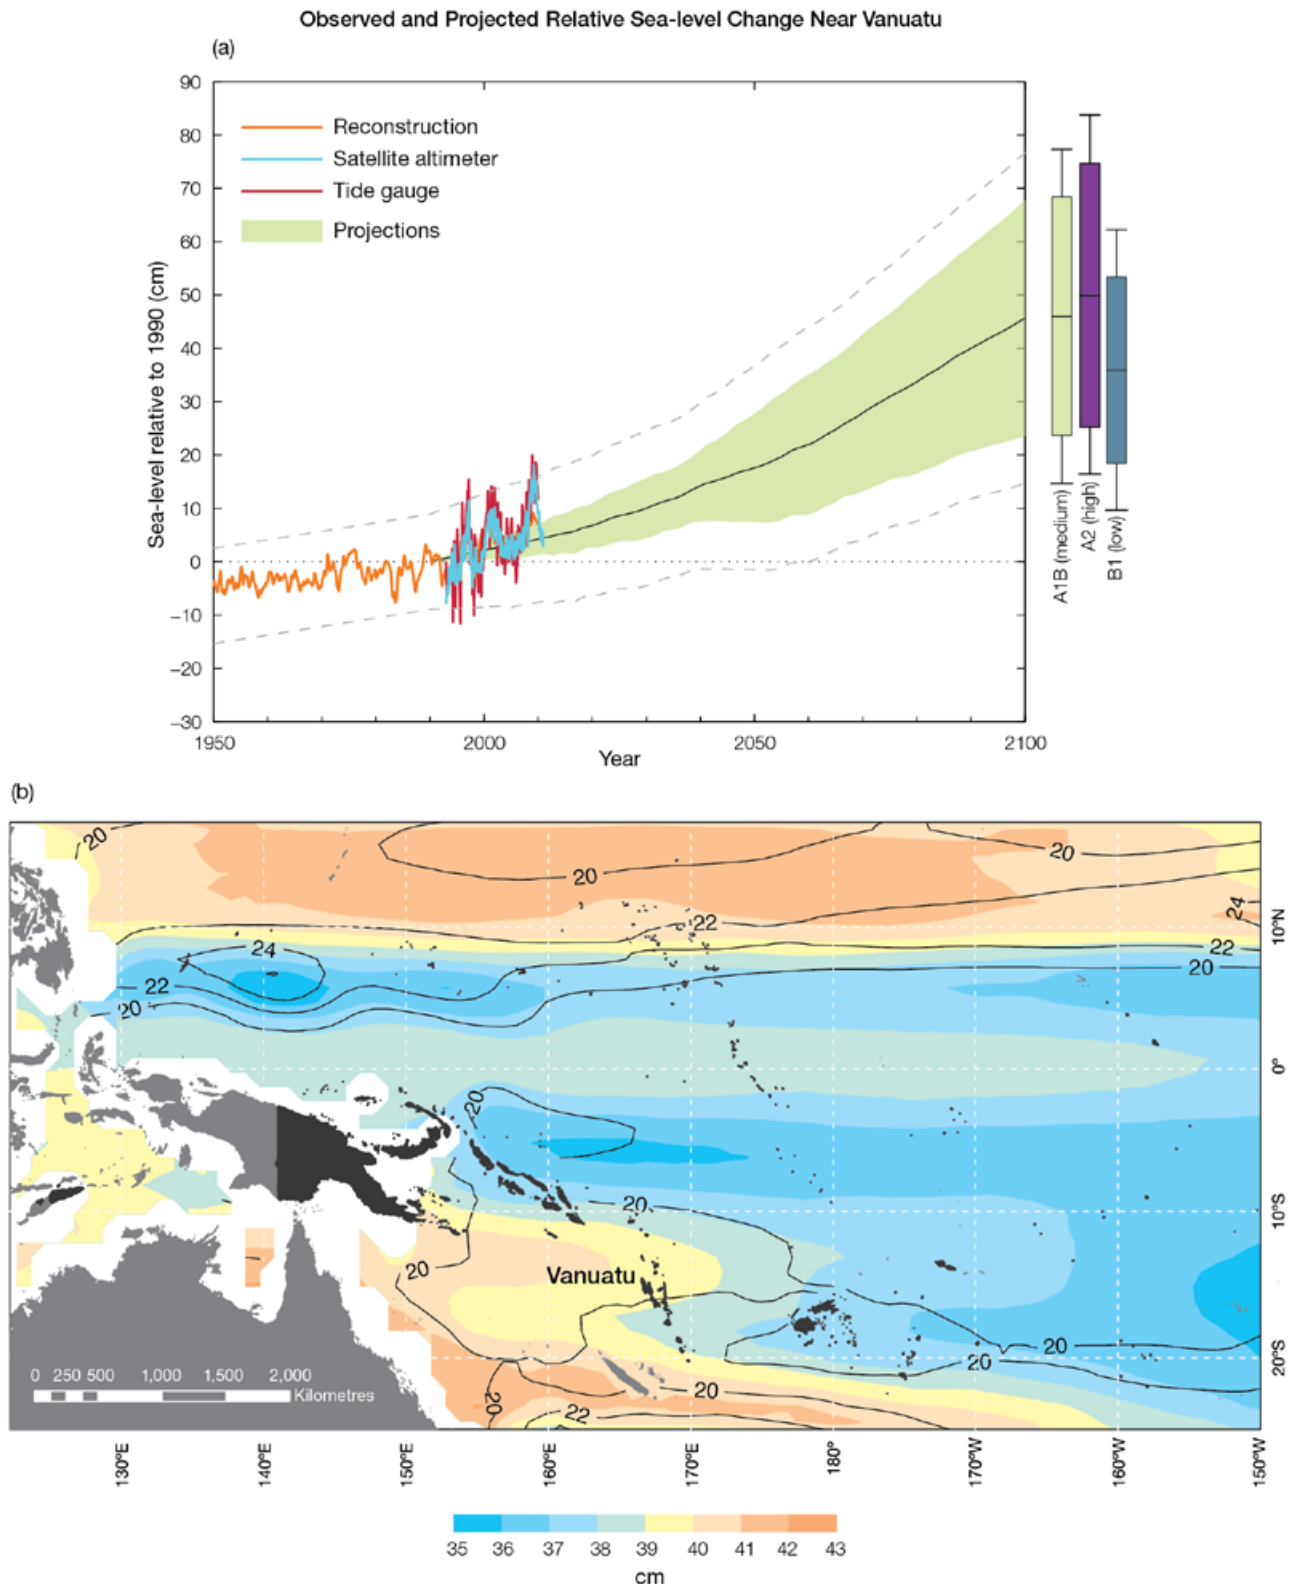 Observed and Projected Relative Sea-level Change Near Vanuatu
(a)
90
80
70
60
50
40
30
20
10
0
−10
−20
−30
Sea-level relative to 1990 (cm)
Reconstruction
Satellite altimeter
Tide gauge
Projections
1950
2000
2050
2100
Year
A1B (medium)
A2 (high)
B1 (low)
(b)
20
20
20
24
22
10°N
24
22
22
20
20
0°
20
20
10°S
20
Vanuatu
20
20
20°S
20
20
22
0 250 500 1,000 1,500 2,000
Kilometres
130°E
140°E
150°E
160°E
170°E
180°
170°W
160°W
150°W
35 36 37 38 39 40 41 42 43
cm